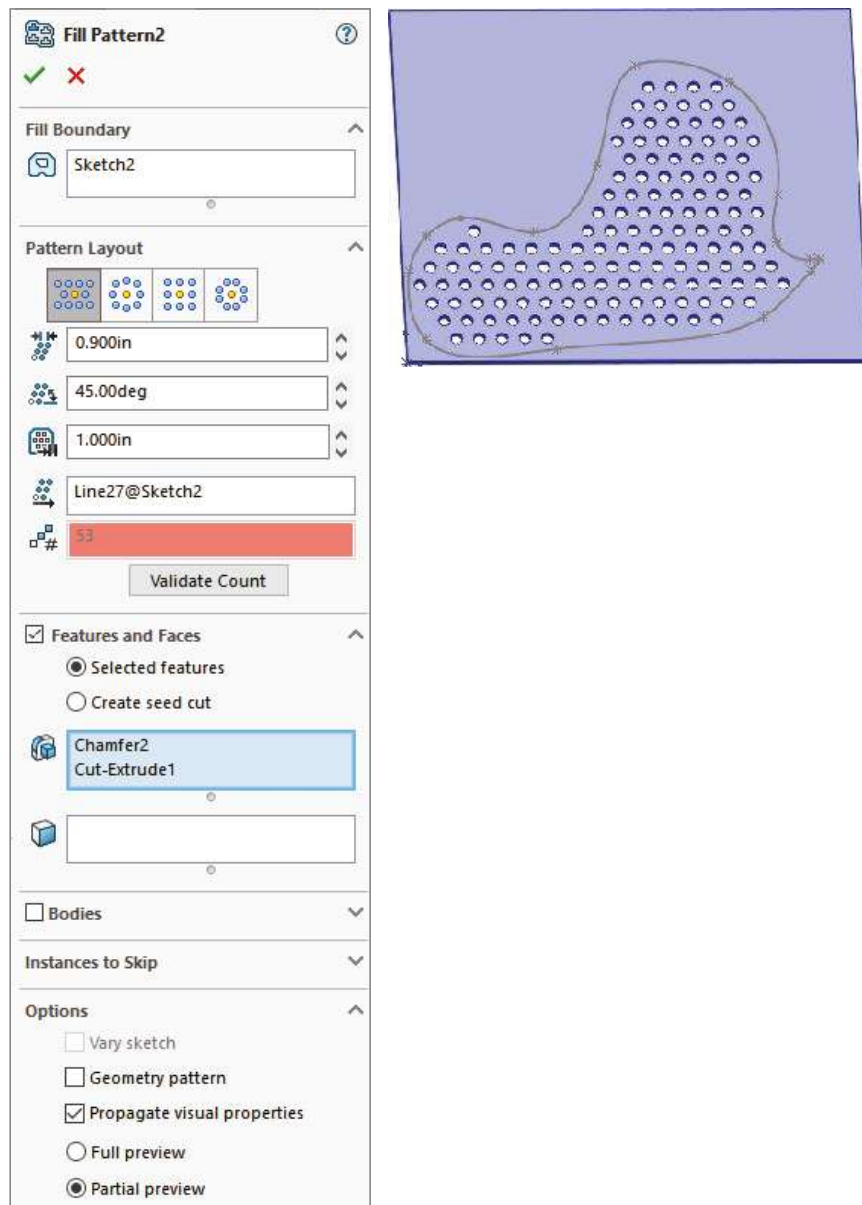 Fill Pattern2
Fill Boundary
Sketch2
Pattern Layout
0.900in
45.00deg
1.000in
Line27@Sketch2
53
Validate Count
Features and Faces
Selected features
Create seed cut
Chamfer2
Cut-Extrude1
Bodies
Instances to Skip
Options
Vary sketch
Geometry pattern
Propagate visual properties
Full preview
Partial preview